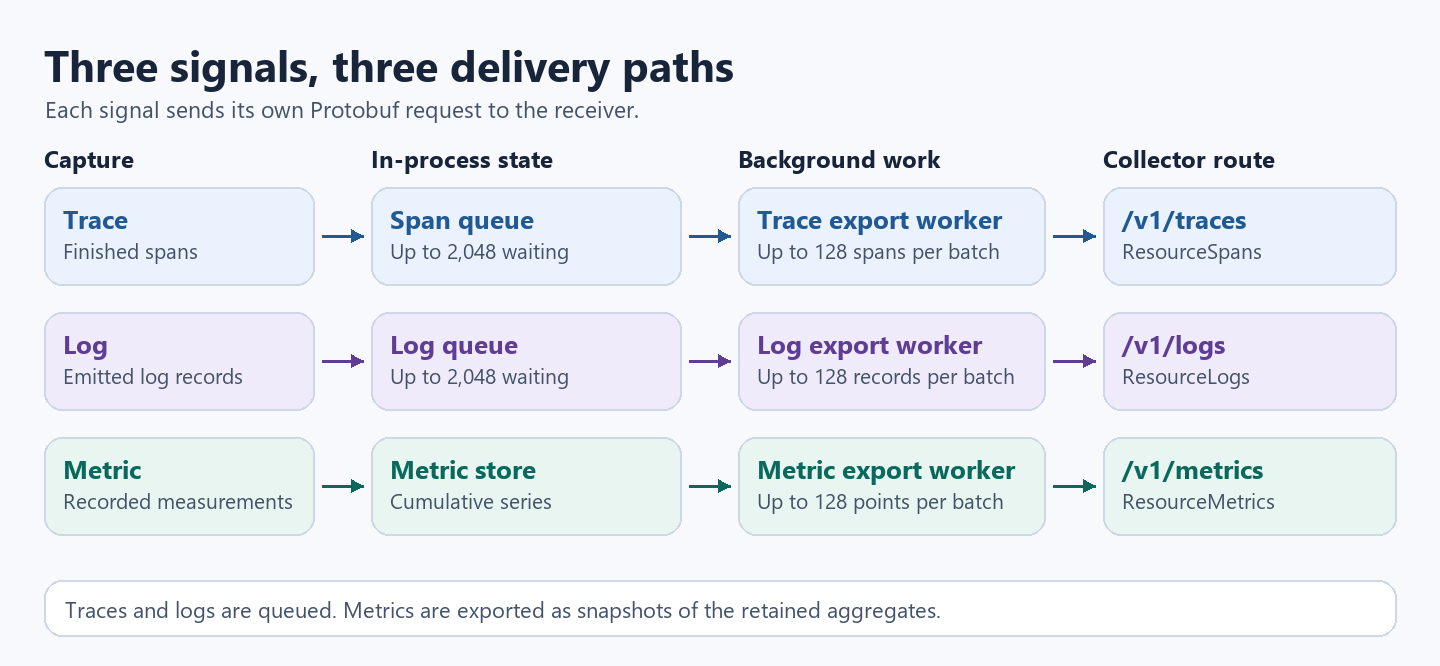 Three signals, three delivery paths
Each signal sends its own Protobuf request to the receiver.
Capture
In-process state
Background work
Collector route
Trace
Finished spans
Span queue
Up to 2,048 waiting
Trace export worker
Up to 128 spans per batch
/v1/traces
ResourceSpans
Log
Emitted log records
Log queue
Up to 2,048 waiting
Log export worker
Up to 128 records per batch
/v1/logs
ResourceLogs
Metric
Recorded measurements
Metric store
Cumulative series
Metric export worker
Up to 128 points per batch
/v1/metrics
ResourceMetrics
Traces and logs are queued. Metrics are exported as snapshots of the retained aggregates.